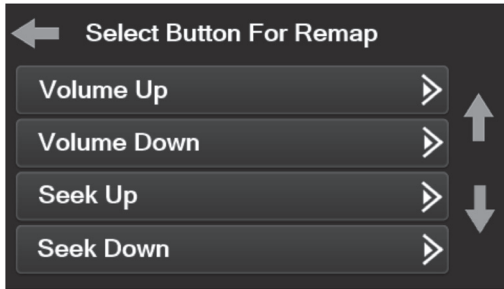 Select Button For Remap
Volume Up
Volume Down
Seek Up
Seek Down